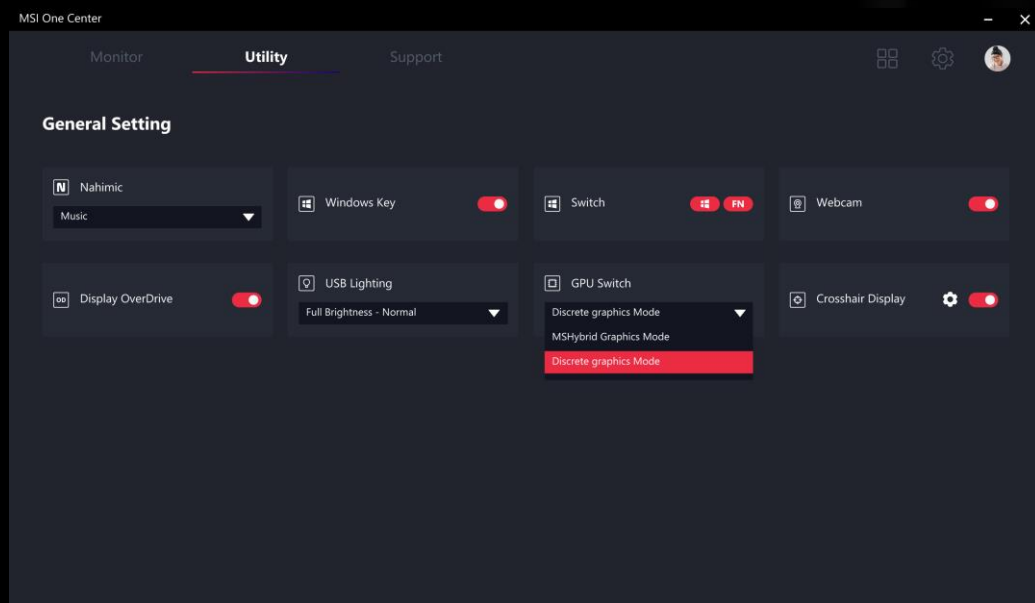 MSI One Center
Monitor
Utility
Support
General Setting
N Nahimic
Music
Windows Key
Switch
FN
Webcam
OD Display OverDrive
USB Lighting
Full Brightness - Normal
GPU Switch
Discrete graphics Mode
MSHybrid Graphics Mode
Discrete graphics Mode
Crosshair Display